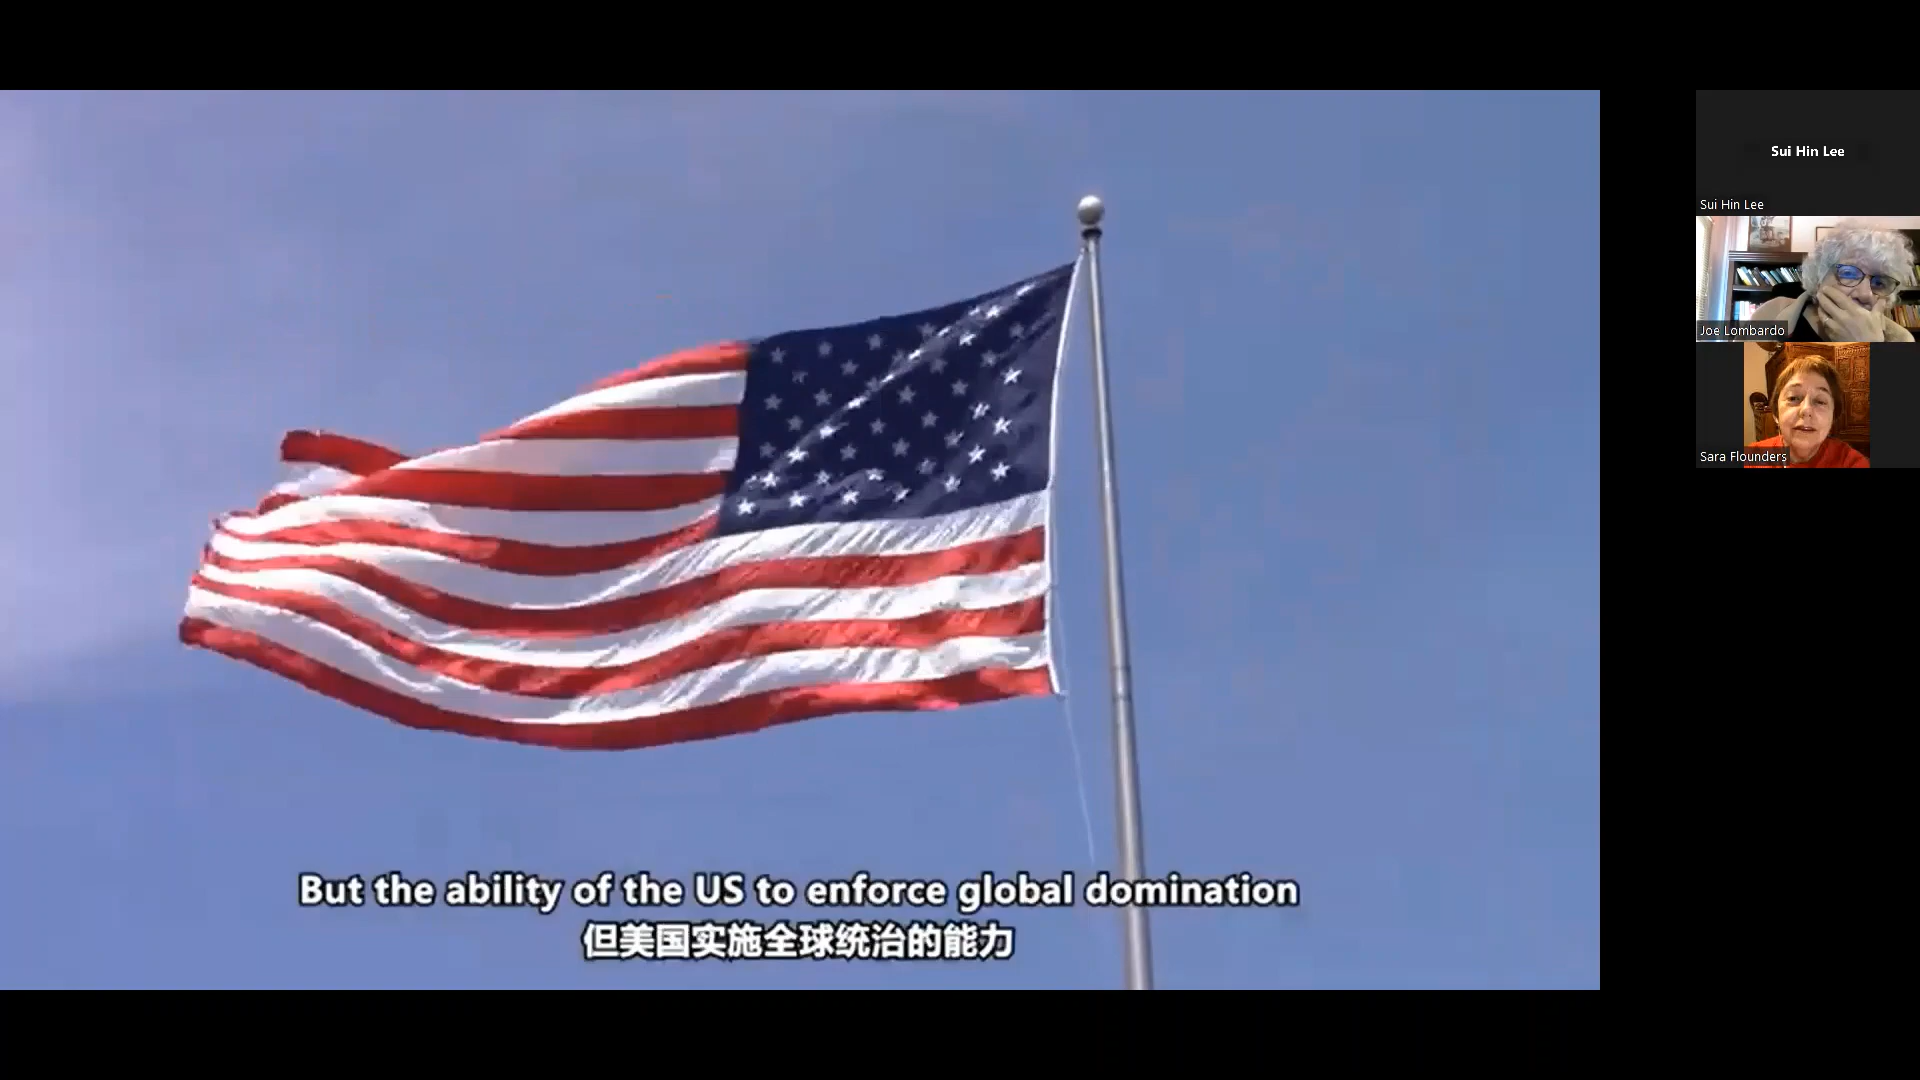 Sui Hin Lee
Sui Hin Lee
Joe Lombardo
Sara Flounders
But the ability of the US to enforce global domination
但美国实施全球统治的能力